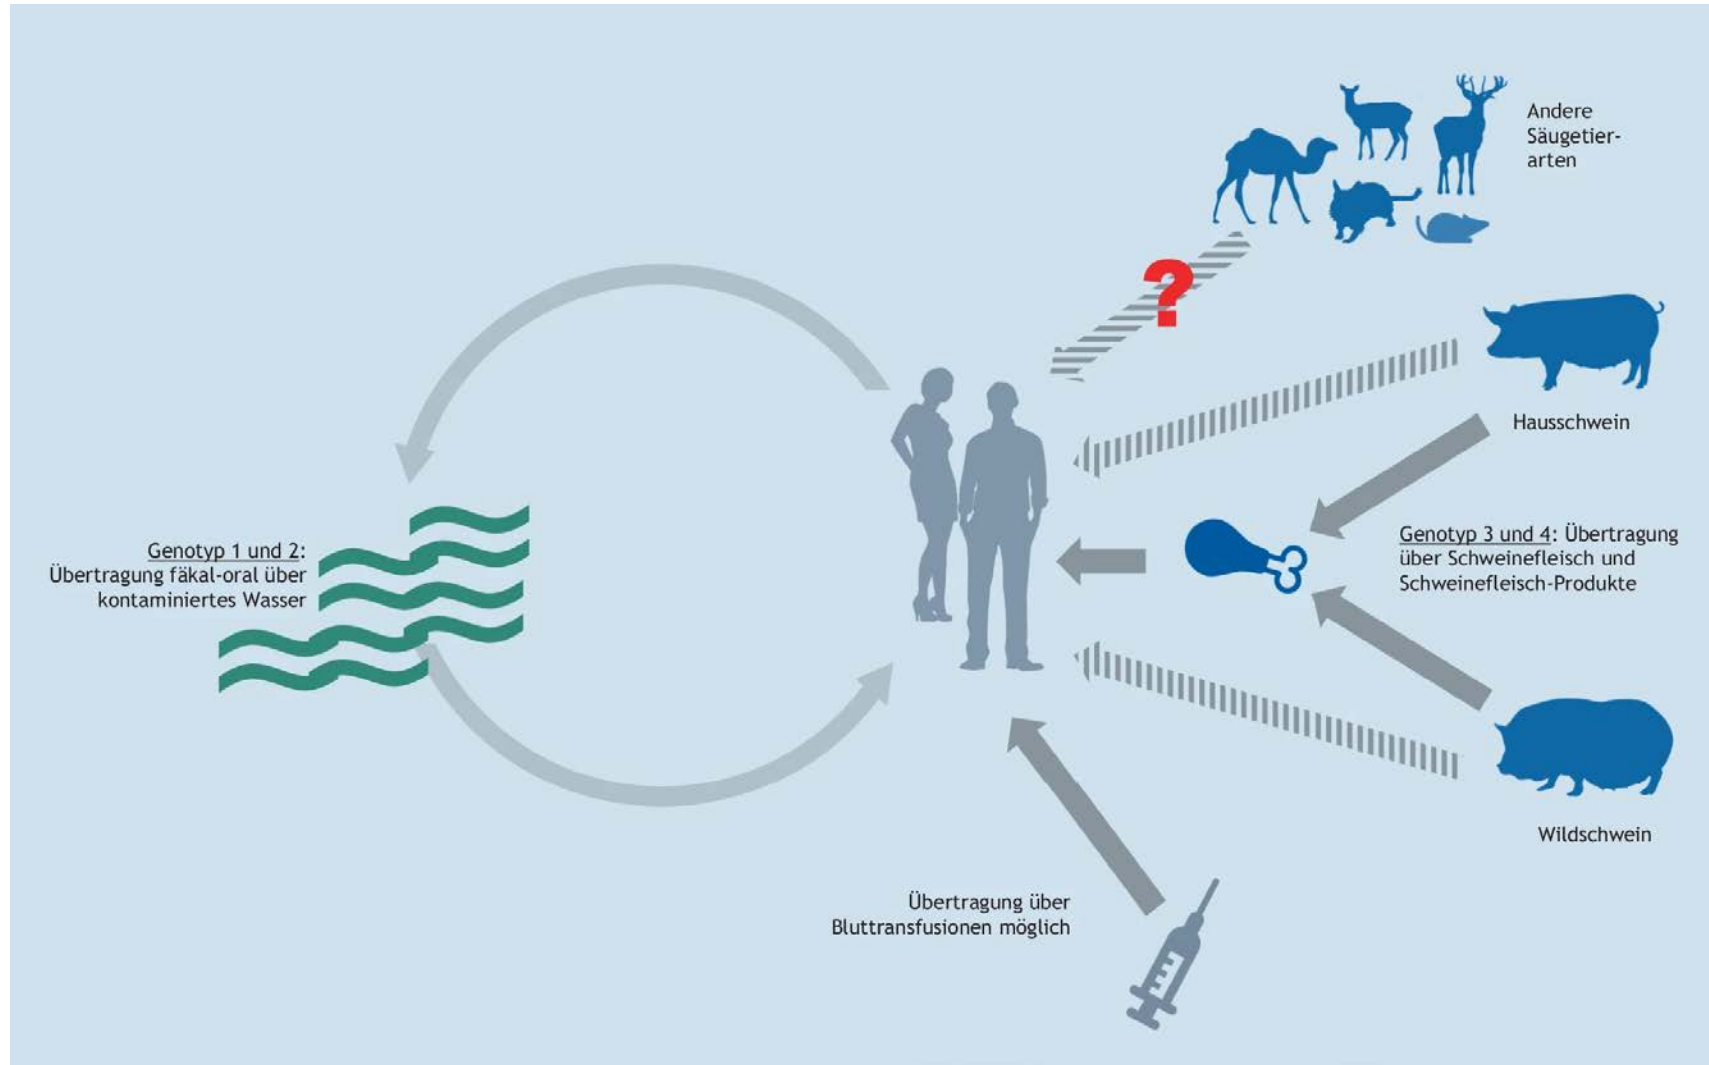 Andere
Säugetier-
arten
?
Hausschwein
Genotyp 1 und 2:
Übertragung fäkal-oral über
kontaminiertes Wasser
Genotyp 3 und 4: Übertragung
über Schweinefleisch und
Schweinefleisch-Produkte
Wildschwein
Übertragung über
Bluttransfusionen möglich